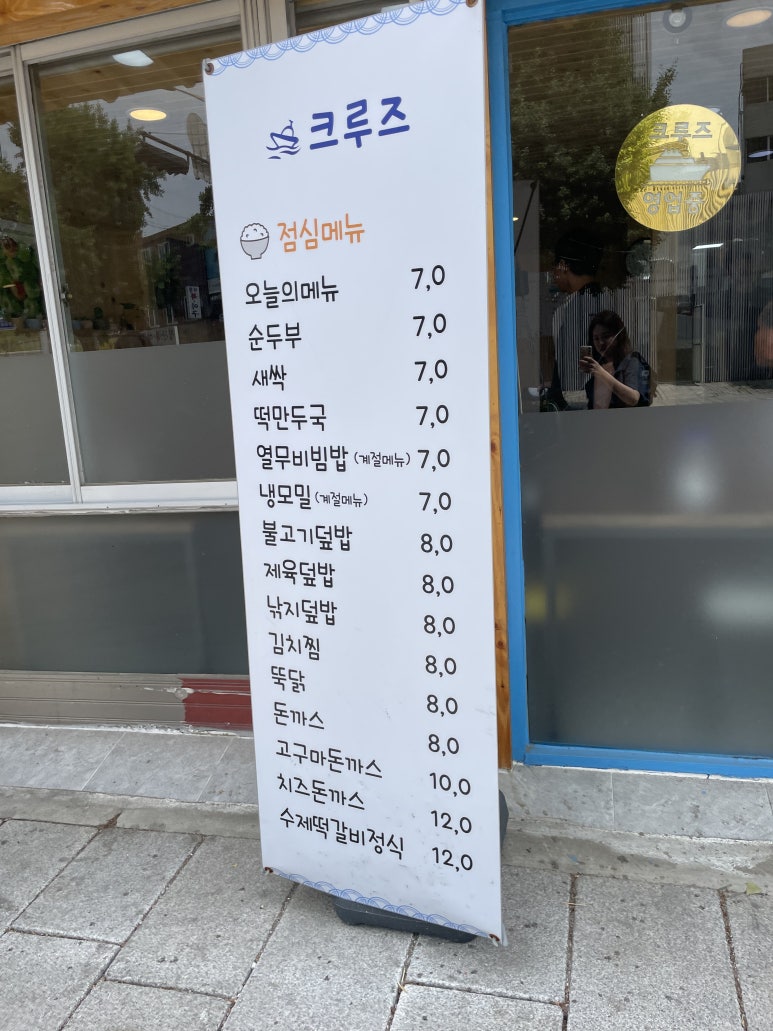 크루즈
점심메뉴
오늘의메뉴 7,0
순두부 7,0
새싹 7,0
떡만두국 7,0
열무비빔밥 (계절메뉴) 7,0
냉모밀 (계절메뉴) 7,0
불고기덮밥 8,0
제육덮밥 8,0
낚지덮밥 8,0
김치찜 8,0
뚝닭 8,0
돈까스 8,0
고구마돈까스 10,0
치즈돈까스 12,0
수제떡갈비정식 12,0
크루즈
영업중